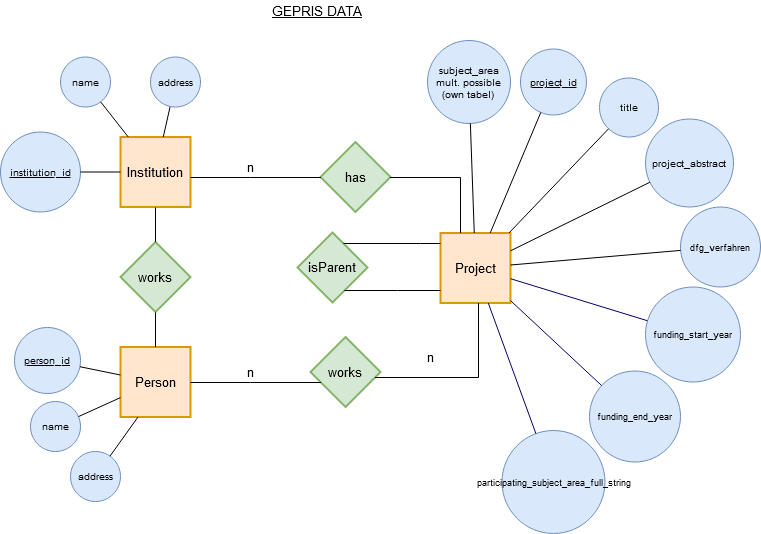 GEPRIS DATA
name
address
subject_area
mult. possible
(own tabel)
project_id
title
institution_id
Institution
n
has
project_abstract
isParent
Project
dfg_verfahren
works
funding_start_year
person_id
Person
n
works
n
name
funding_end_year
address
participating_subject_area_full_string